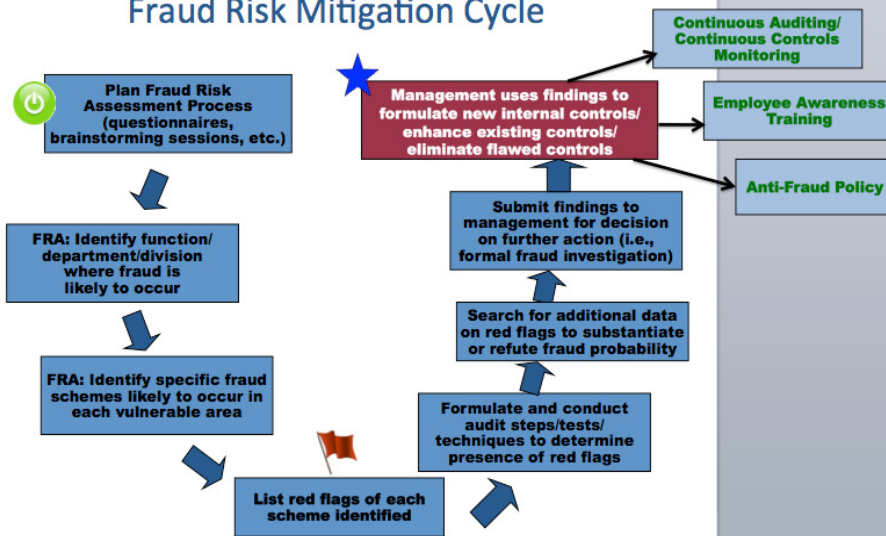 Fraud Risk Mitigation Cycle
Plan Fraud Risk
Assessment Process
(questionnaires,
brainstorming sessions, etc.)
FRA: Identify function/
department/division
where fraud is
likely to occur
FRA: Identify specific fraud
schemes likely to occur in
each vulnerable area
List red flags of each
scheme identified
Formulate and conduct
audit steps/tests/
techniques to determine
presence of red flags
Search for additional data
on red flags to substantiate
or refute fraud probability
Submit findings to
management for decision
on further action (i.e.,
formal fraud investigation)
Management uses findings to
formulate new internal controls/
enhance existing controls/
eliminate flawed controls
Continuous Auditing/
Continuous Controls
Monitoring
Employee Awareness
Training
Anti-Fraud Policy